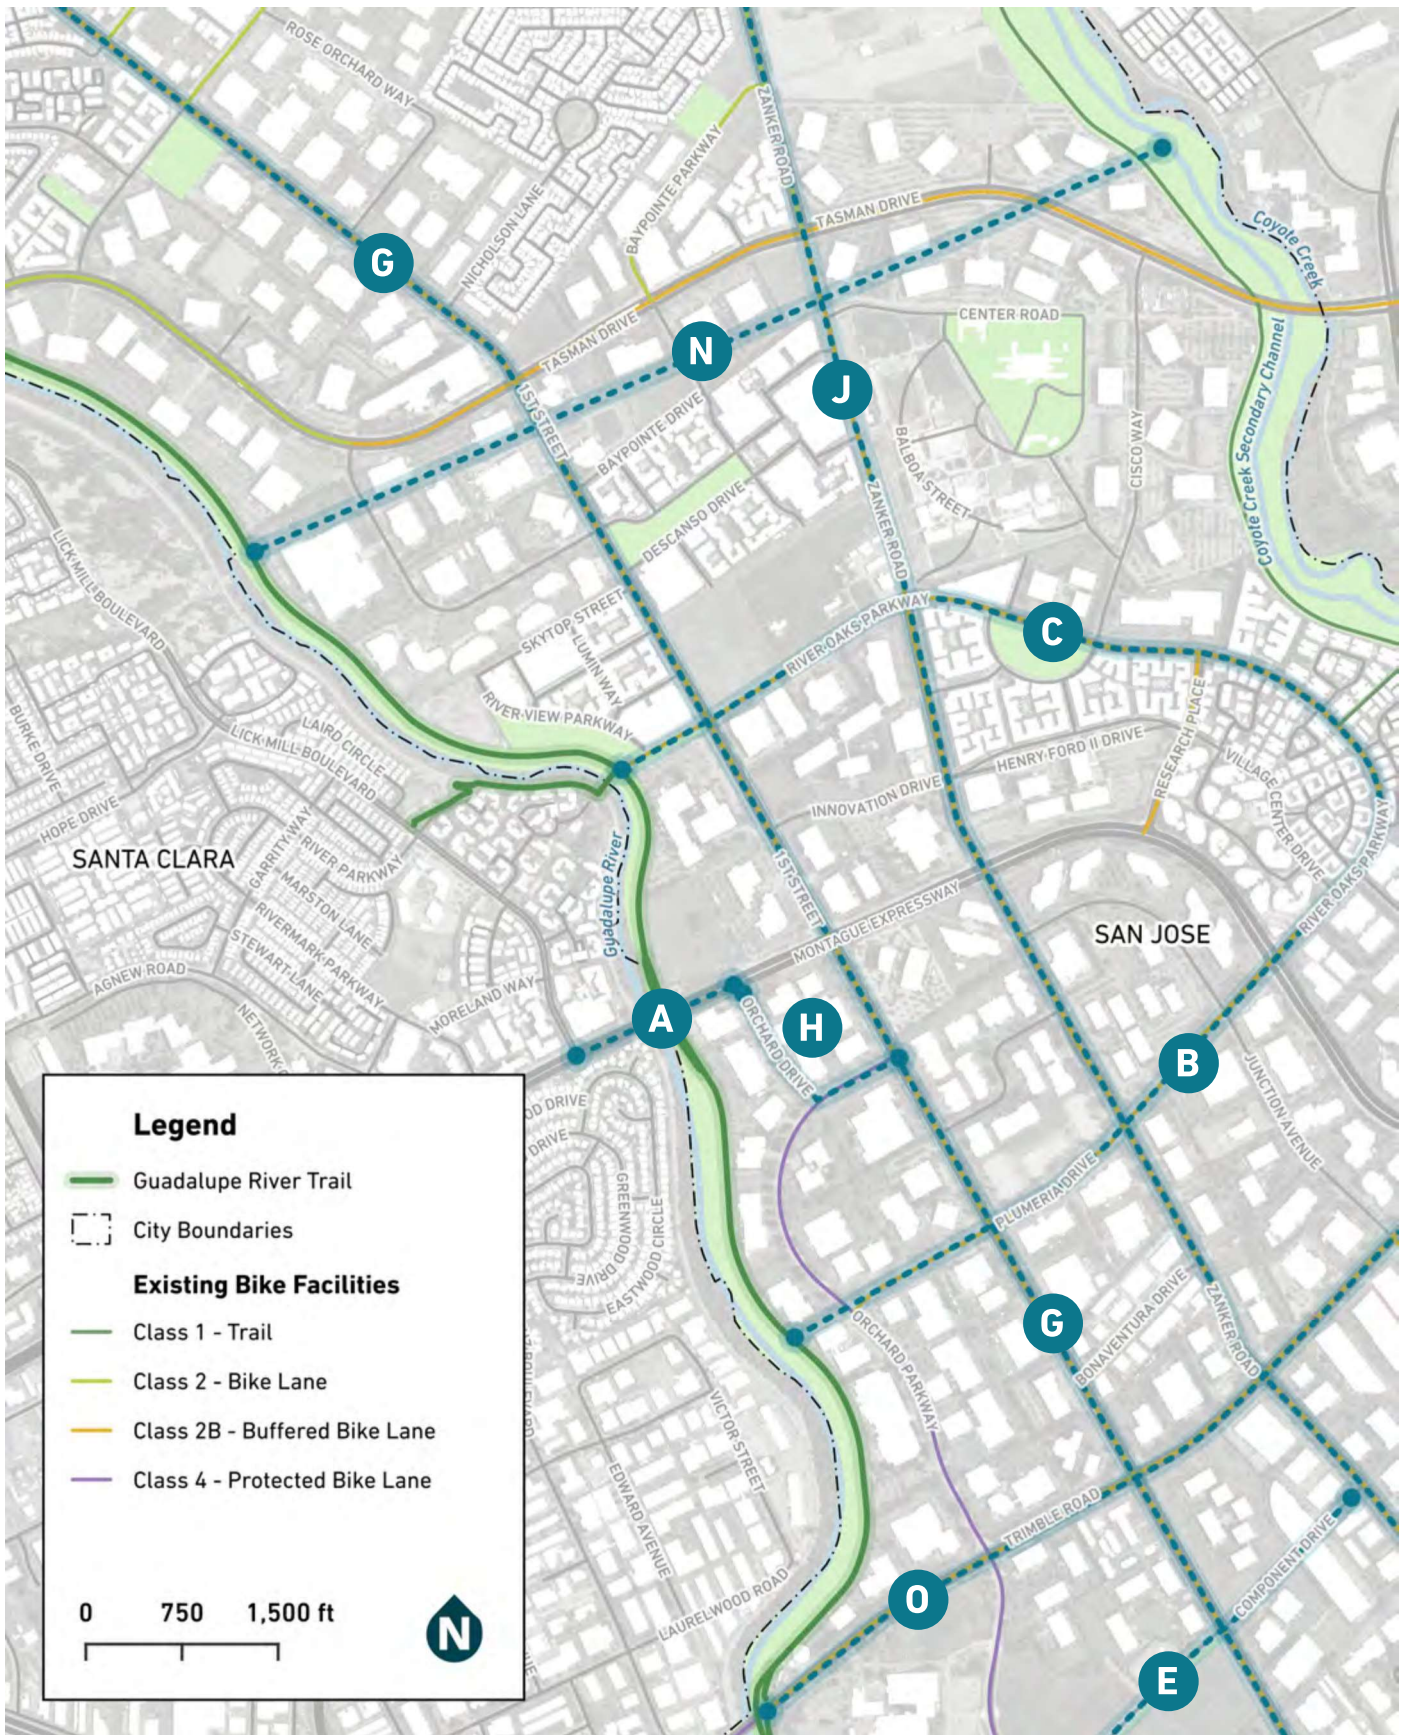 ROSE ORCHARD WAY
ZANKER ROAD
BAYPOINTE PARKWAY
NICHOLSON LANE
TASMAN DRIVE
Coyote Creek
G
CENTER ROAD
TASMAN DRIVE
N
J
1ST STREET
BAYPOINTE DRIVE
BALBOA STREET
CISCO WAY
Coyote Creek Secondary Channel
DESCANSO DRIVE
ZANKER ROAD
LICK MILL BOULEVARD
SKYTOP STREET
LUMIN WAY
RIVER OAKS PARKWAY
C
RIVER VIEW PARKWAY
BURKE DRIVE
LAIRD CIRCLE
LICK MILL BOULEVARD
HENRY FORD II DRIVE
RESEARCH PLACE
VILLAGE CENTER DRIVE
INNOVATION DRIVE
HOPE DRIVE
SANTA CLARA
GARRITY WAY
RIVER PARKWAY
MARSTON LANE
RIVERMARK PARKWAY
STEWART LANE
Guadalupe River
1ST STREET
MONTAGUE EXPRESSWAY
SAN JOSE
RIVER OAKS PARKWAY
AGNEW ROAD
MORELAND WAY
A
H
ORCHARD DRIVE
B
JUNCTION AVENUE
OD DRIVE
DRIVE
GREENWOOD DRIVE
EASTWOOD CIRCLE
PLUMERIA DRIVE
G
BONAVENTURA DRIVE
ZANKER ROAD
ORCHARD PARKWAY
VICTOR STREET
EDWARD AVENUE
TRIMBLE ROAD
LAURELWOOD ROAD
O
COMPONENT DRIVE
E
Legend
Guadalupe River Trail
City Boundaries
Existing Bike Facilities
Class 1 - Trail
Class 2 - Bike Lane
Class 2B - Buffered Bike Lane
Class 4 - Protected Bike Lane
0 750 1,500 ft
N